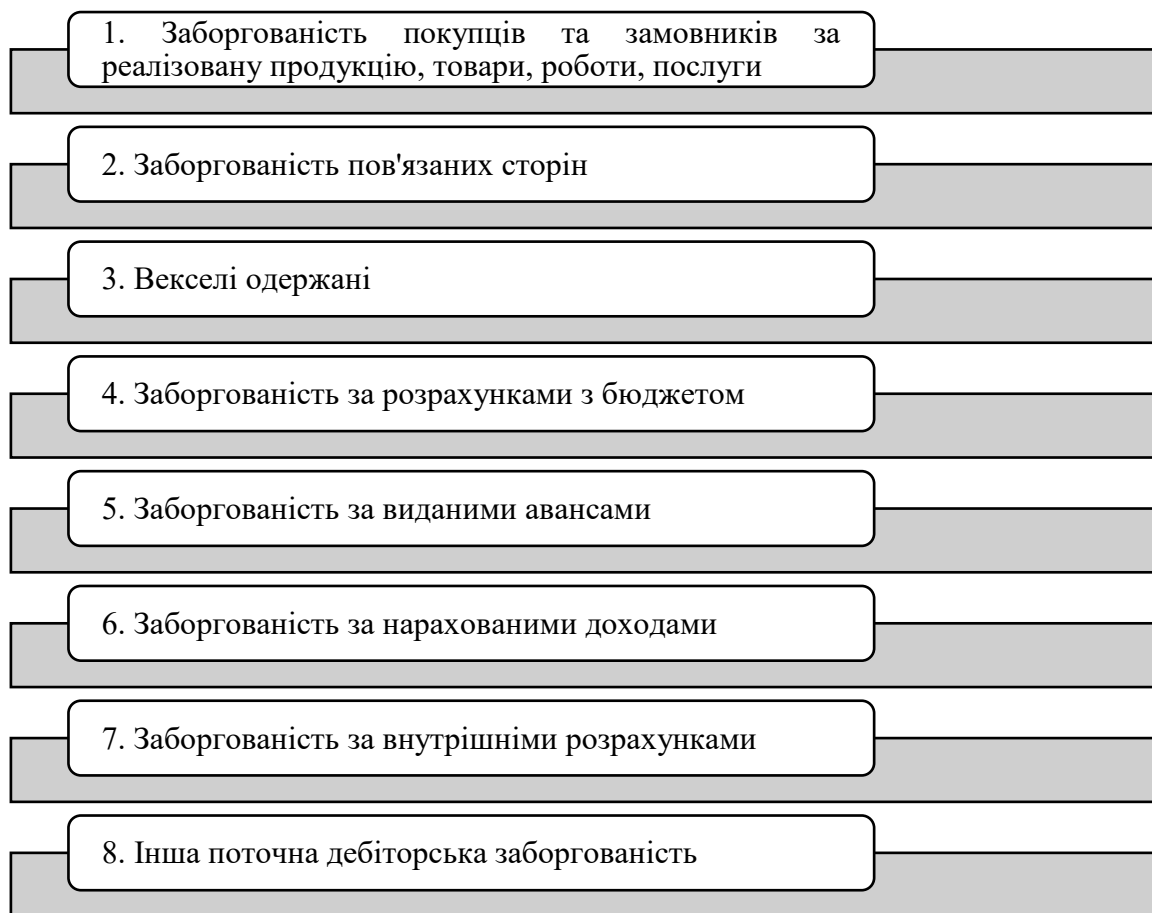 1. Заборгованість покупців та замовників за
реалізовану продукцію, товари, роботи, послуги
2. Заборгованість пов'язаних сторін
3. Векселі одержані
4. Заборгованість за розрахунками з бюджетом
5. Заборгованість за виданими авансами
6. Заборгованість за нарахованими доходами
7. Заборгованість за внутрішніми розрахунками
8. Інша поточна дебіторська заборгованість